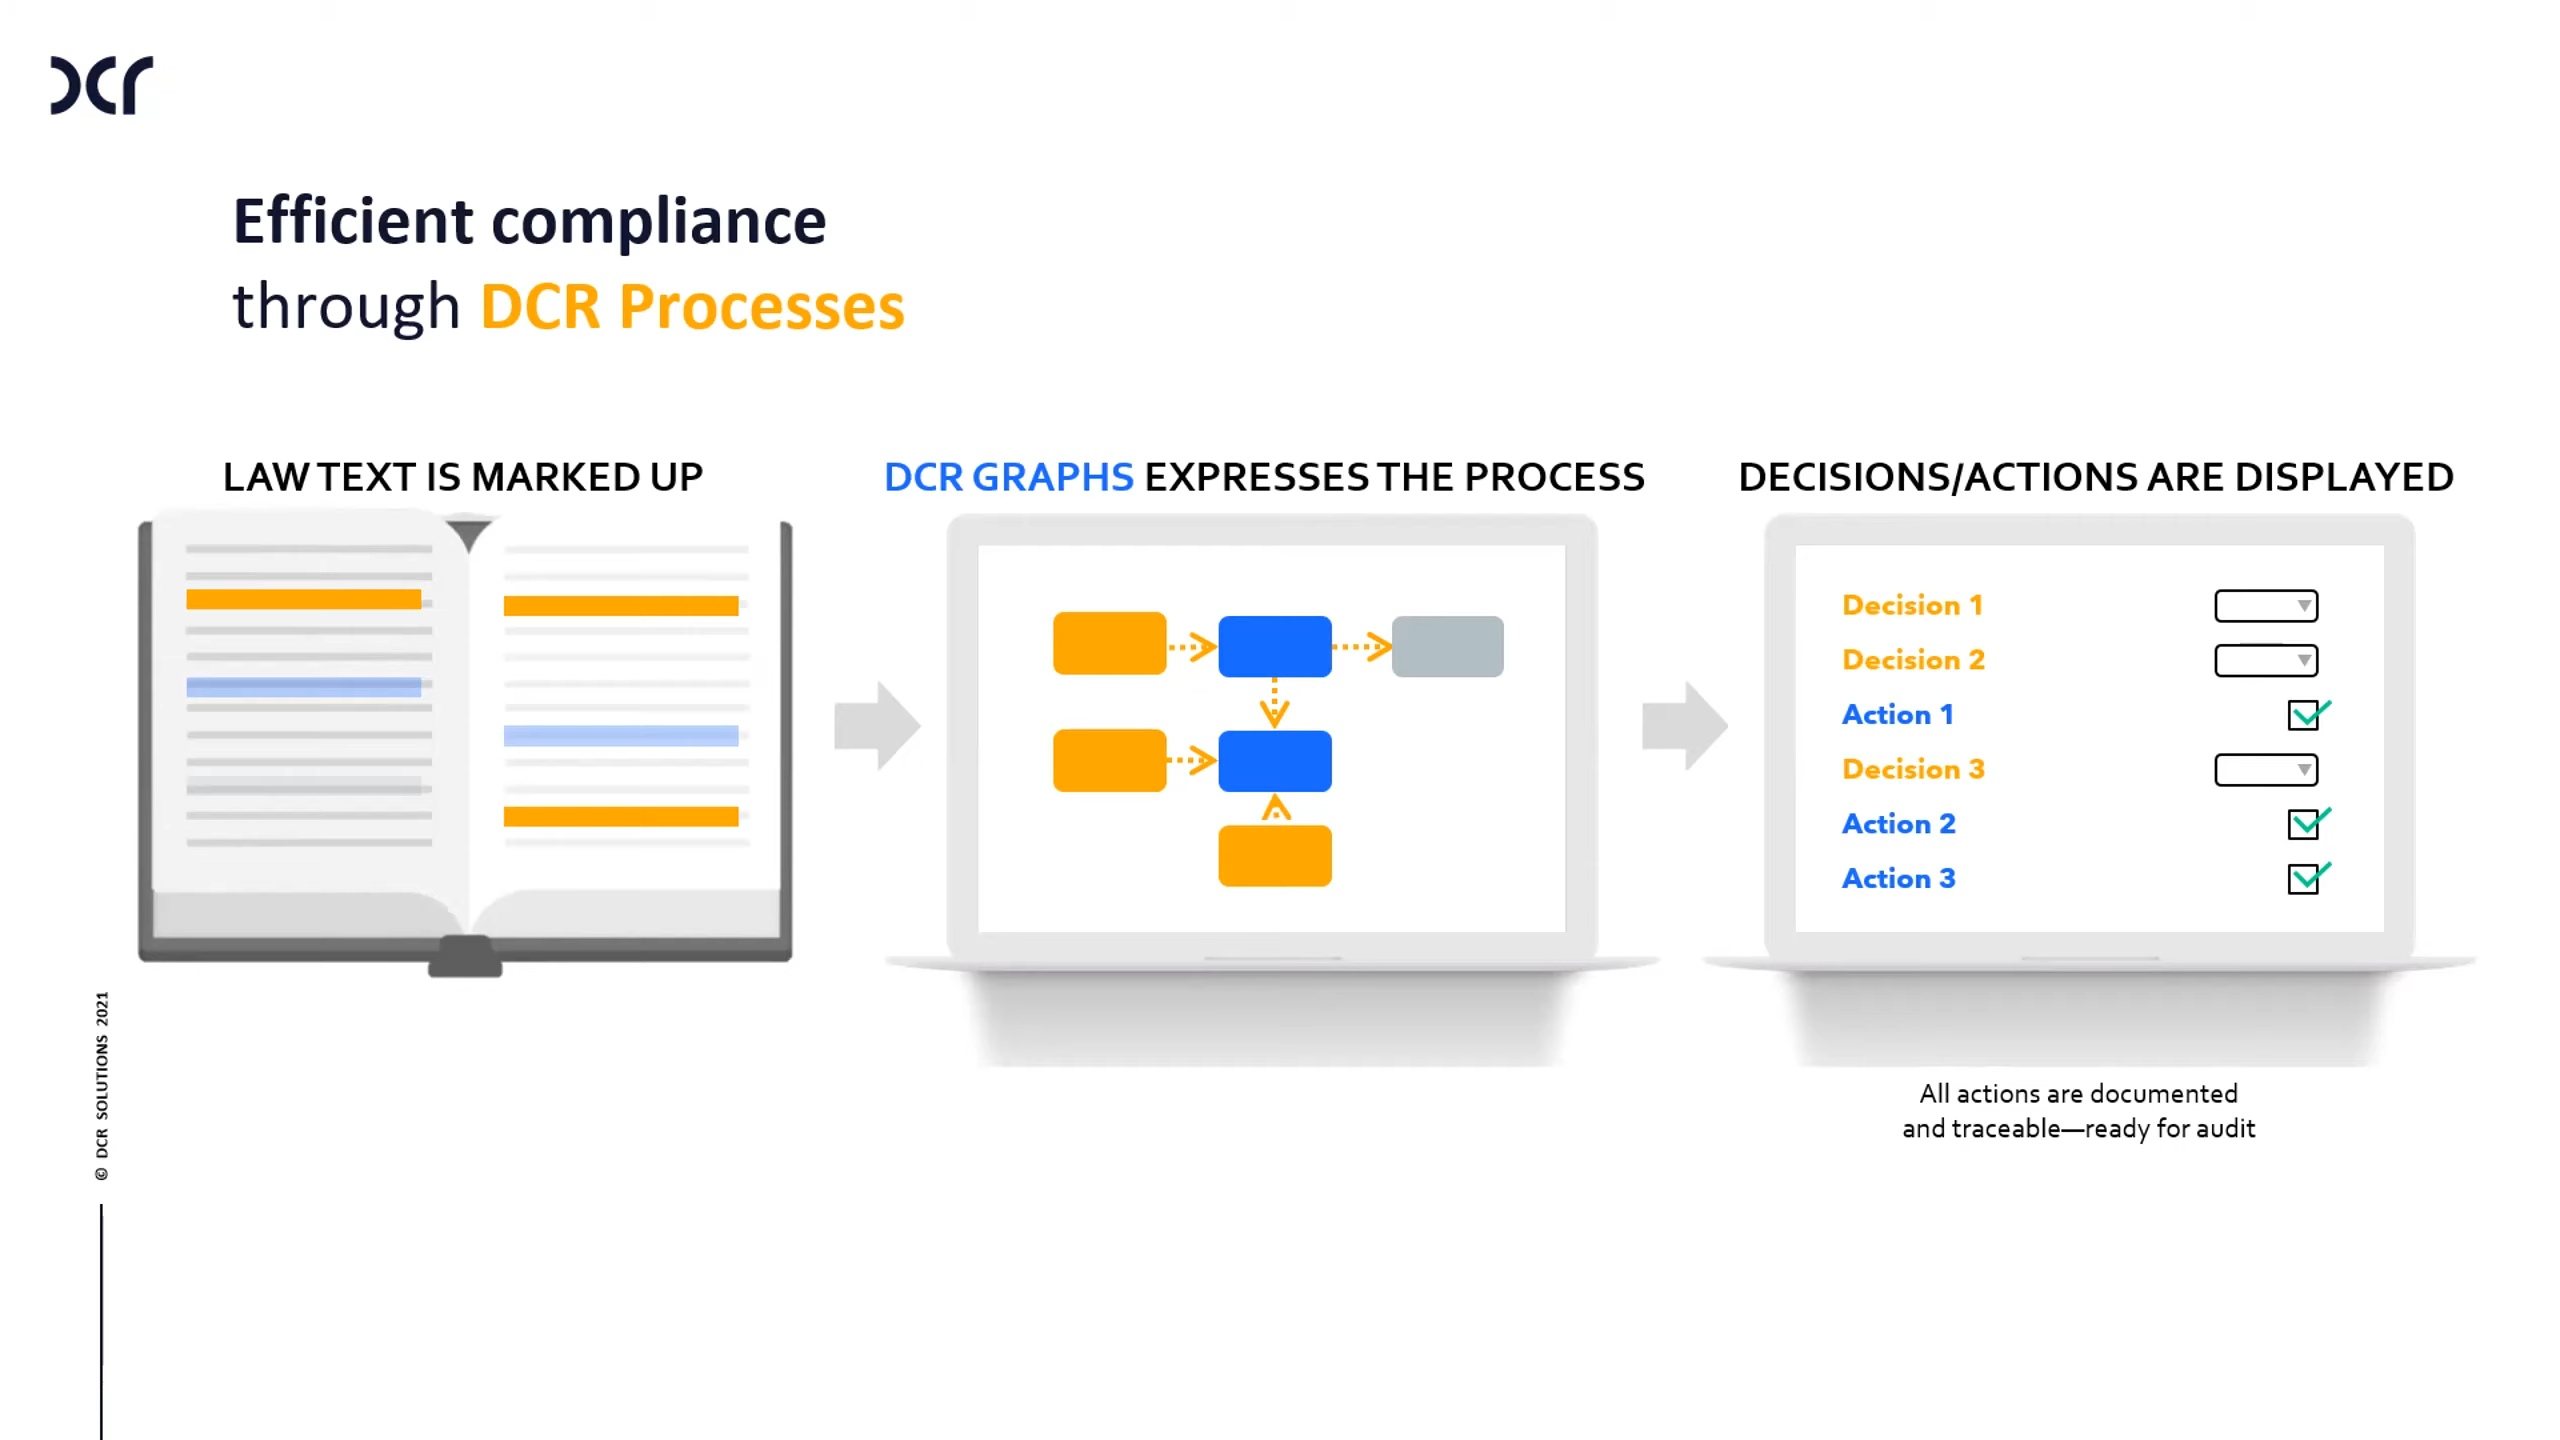 DCR
Efficient compliance
through DCR Processes
LAW TEXT IS MARKED UP
DCR GRAPHS EXPRESSES THE PROCESS
DECISIONS/ACTIONS ARE DISPLAYED
Decision 1
Decision 2
Action 1
Decision 3
Action 2
Action 3
All actions are documented
and traceable—ready for audit
© DCR SOLUTIONS 2021